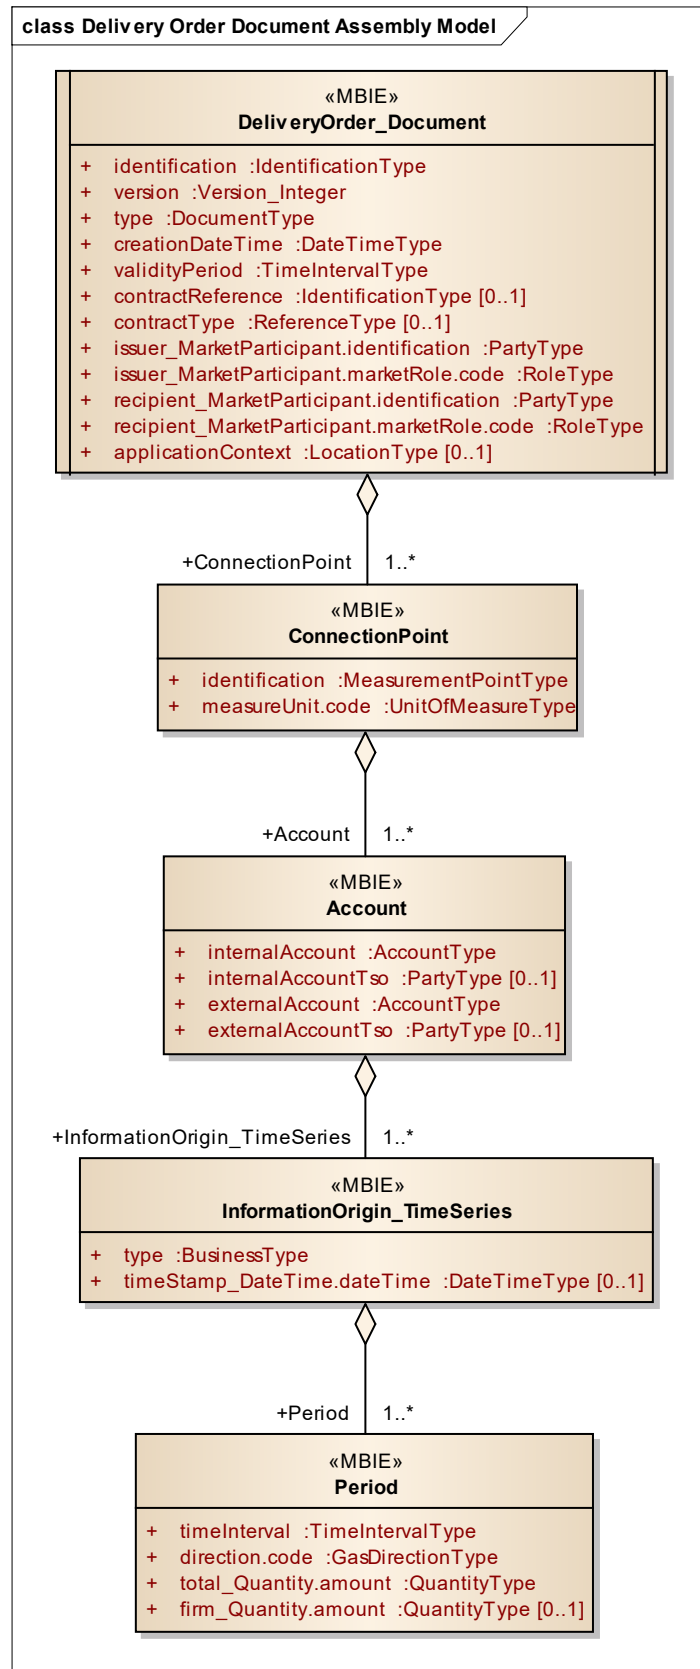 class Delivery Order Document Assembly Model
«MBIE»
DeliveryOrder_Document
+ identification :IdentificationType
+ version :Version_Integer
+ type :DocumentType
+ creationDateTime :DateTimeType
+ validityPeriod :TimeIntervalType
+ contractReference :IdentificationType [0..1]
+ contractType :ReferenceType [0..1]
+ issuer_MarketParticipant.identification :PartyType
+ issuer_MarketParticipant.marketRole.code :RoleType
+ recipient_MarketParticipant.identification :PartyType
+ recipient_MarketParticipant.marketRole.code :RoleType
+ applicationContext :LocationType [0..1]
+ConnectionPoint 1..*
«MBIE»
ConnectionPoint
+ identification :MeasurementPointType
+ measureUnit.code :UnitOfMeasureType
+Account 1..*
«MBIE»
Account
+ internalAccount :AccountType
+ internalAccountTso :PartyType [0..1]
+ externalAccount :AccountType
+ externalAccountTso :PartyType [0..1]
+InformationOrigin_TimeSeries 1..*
«MBIE»
InformationOrigin_TimeSeries
+ type :BusinessType
+ timeStamp_DateTime.dateTime :DateTimeType [0..1]
+Period 1..*
«MBIE»
Period
+ timeInterval :TimeIntervalType
+ direction.code :GasDirectionType
+ total_Quantity.amount :QuantityType
+ firm_Quantity.amount :QuantityType [0..1]